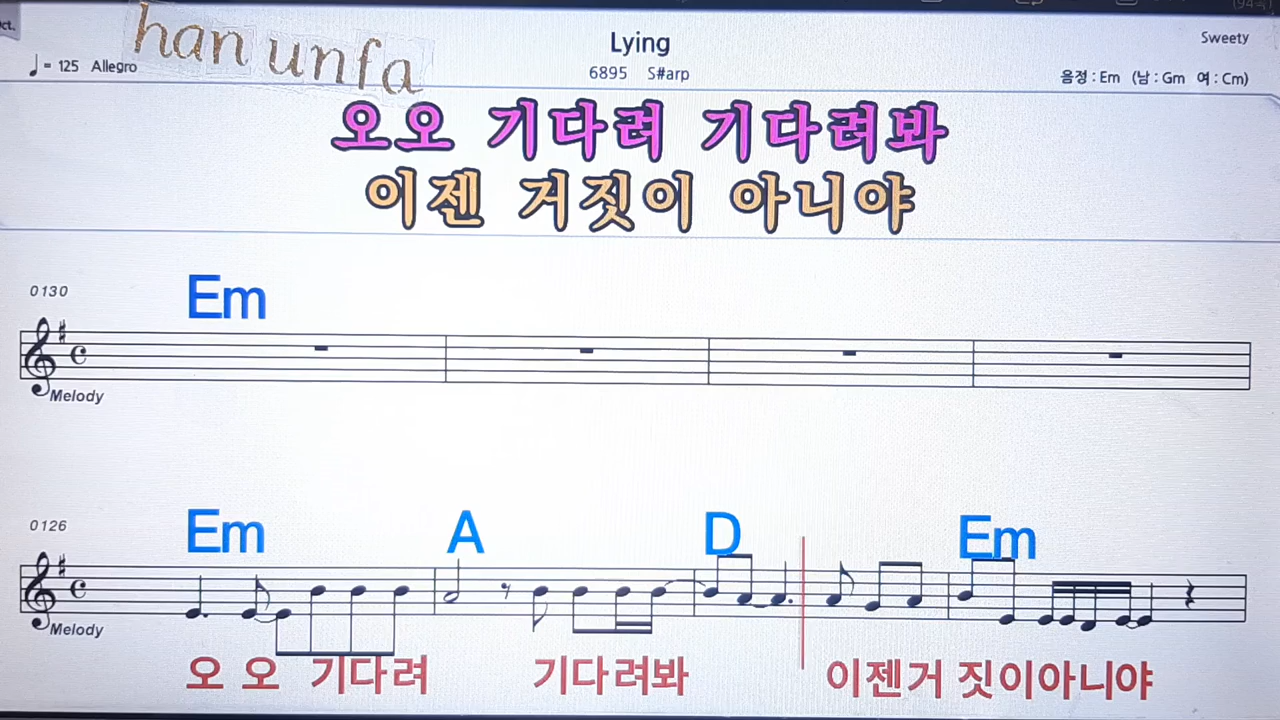 han unfa
Lying
Sweety
♩ = 125 Allegro
6895 S#arp
음정 : Em (남 : Gm 여 : Cm)
오오 기다려 기다려봐
이젠 거짓이 아니야
0130
Em
Melody
0126
Em A D Em
Melody
오 오 기다려 기다려봐 이젠거 짓이아니야